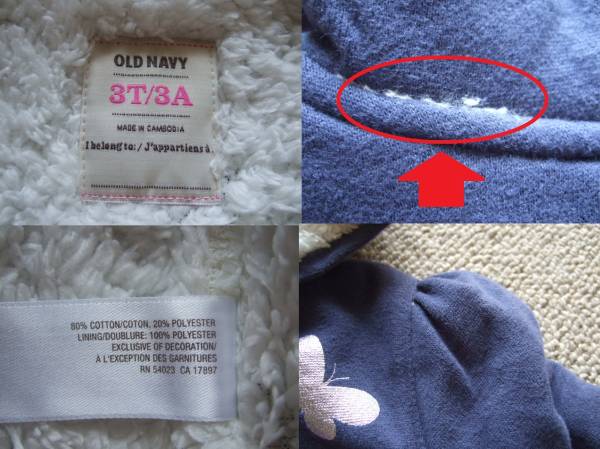 OLD NAVY
3T/3A
MADE IN CAMBODIA
I belong to:/ J'appartiens à.
80% COTTON/COTON, 20% POLYESTER
LINING/DOUBLURE: 100% POLYESTER
EXCLUSIVE OF DECORATION/
À L'EXCEPTION DES GARNITURES
RN 54023 CA 17897